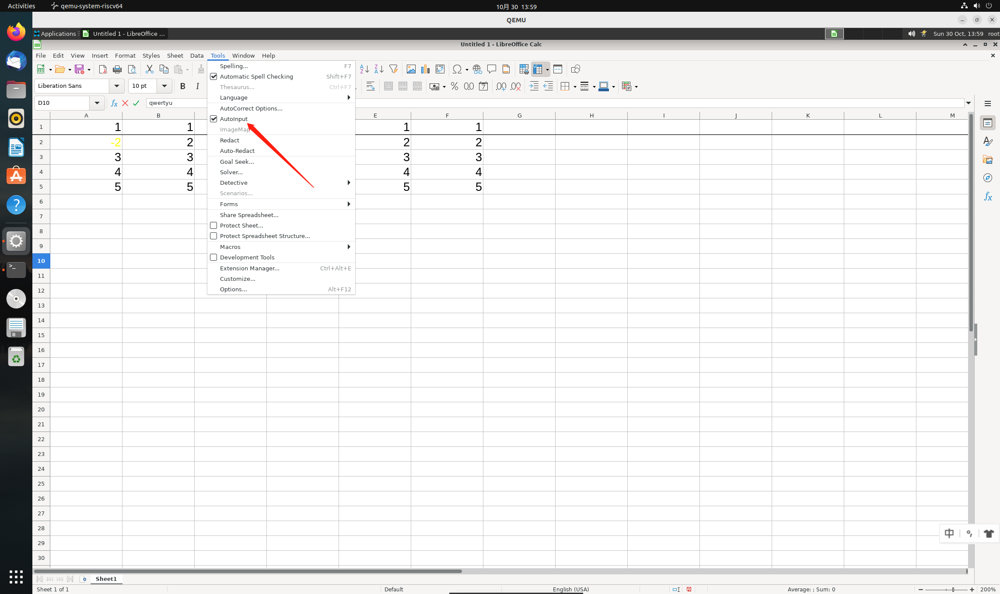 Activities qemu-system-riscv64 10月 30 13:59
QEMU
Applications Untitled 1 - LibreOffice ... Sun 30 Oct, 13:59 root
Untitled 1 - LibreOffice Calc
File Edit View Insert Format Styles Sheet Data Tools Window Help
Liberation Sans 10 pt B I
D10 qwertyu
Spelling... F7
Automatic Spell Checking Shift+F7
Thesaurus... Ctrl+F7
Language
AutoCorrect Options...
AutoInput
ImageMap
Redact
Auto-Redact
Goal Seek...
Solver...
Detective
Scenarios...
Forms
Share Spreadsheet...
Protect Sheet...
Protect Spreadsheet Structure...
Macros
Development Tools
Extension Manager... Ctrl+Alt+E
Customize...
Options... Alt+F12
A B E F G H I J K L M
1 1 1 1 1
2 -2 2 2 2
3 3 3 3 3
4 4 4 4 4
5 5 5 5 5
6
7
8
9
10
11
12
13
14
15
16
17
18
19
20
21
22
23
24
25
26
27
28
29
30
中
Sheet1
Sheet 1 of 1 Default English (USA) Average: ; Sum: 0 200%